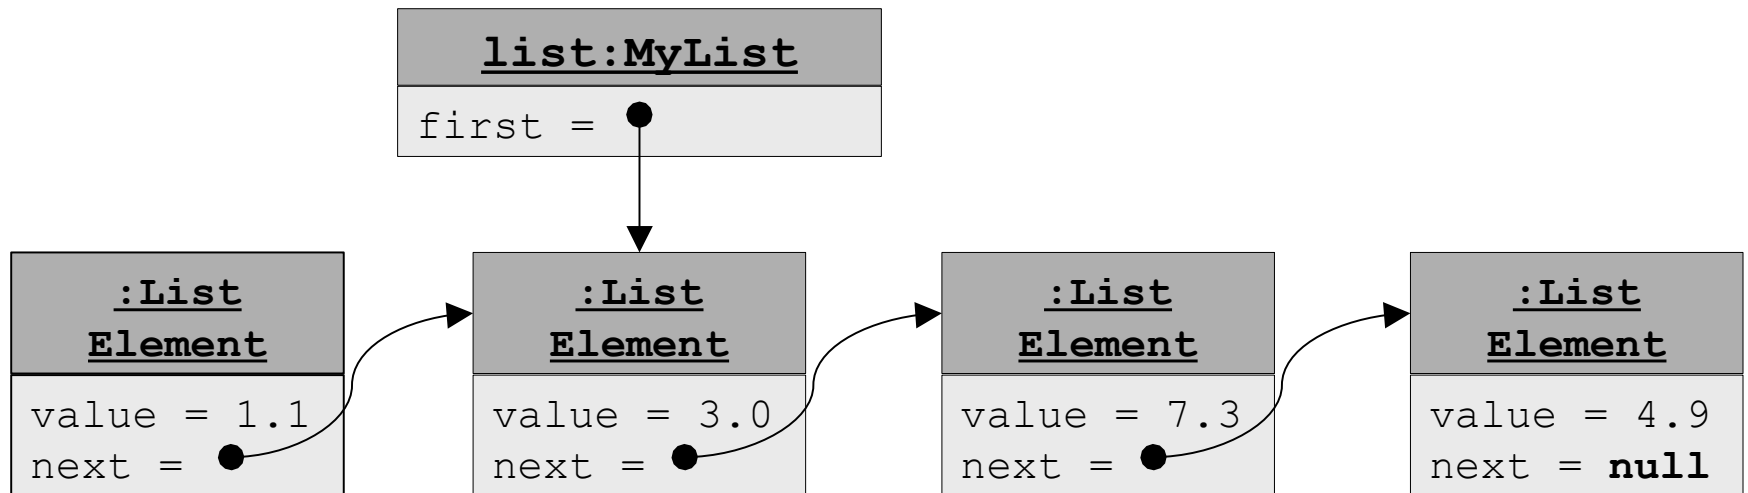 list:MyList
first =
:List
Element
value = 1.1
next =
:List
Element
value = 3.0
next =
:List
Element
value = 7.3
next =
:List
Element
value = 4.9
next = null